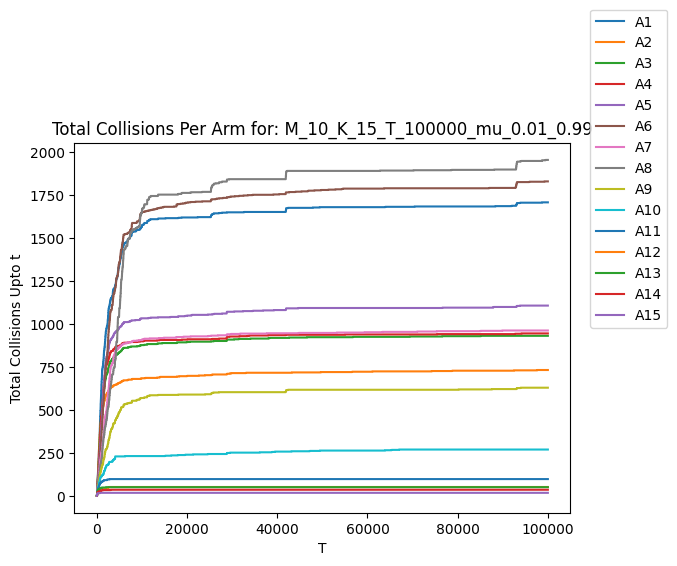 Total Collisions Per Arm for: M_10_K_15_T_100000_mu_0.01_0.99
A1
A2
A3
A4
A5
A6
A7
A8
A9
A10
A11
A12
A13
A14
A15
Total Collisions Upto t
2000
1750
1500
1250
1000
750
500
250
0
0 20000 40000 60000 80000 100000
T